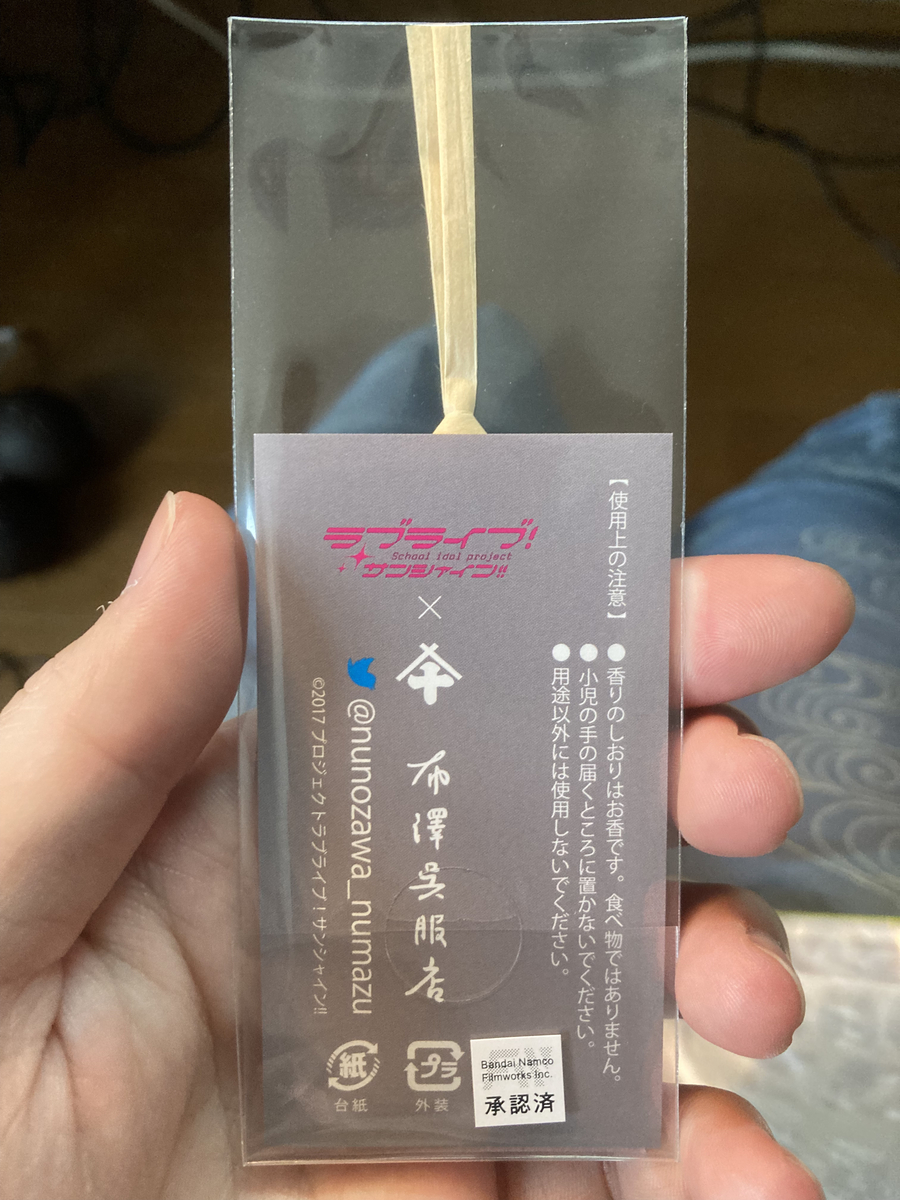 【使用上の注意】
●香りのしおりはお香です。食べ物ではありません。
●小児の手の届くところに置かないでください。
●用途以外には使用しないでください。
ラブライブ!
School idol project
サンシャイン!!
×
布澤呉服店
@nunozawa_numazu
©2017 プロジェクトラブライブ!サンシャイン!!
紙
台紙
プラ
外装
Bandai Namco
Filmworks Inc.
承認済